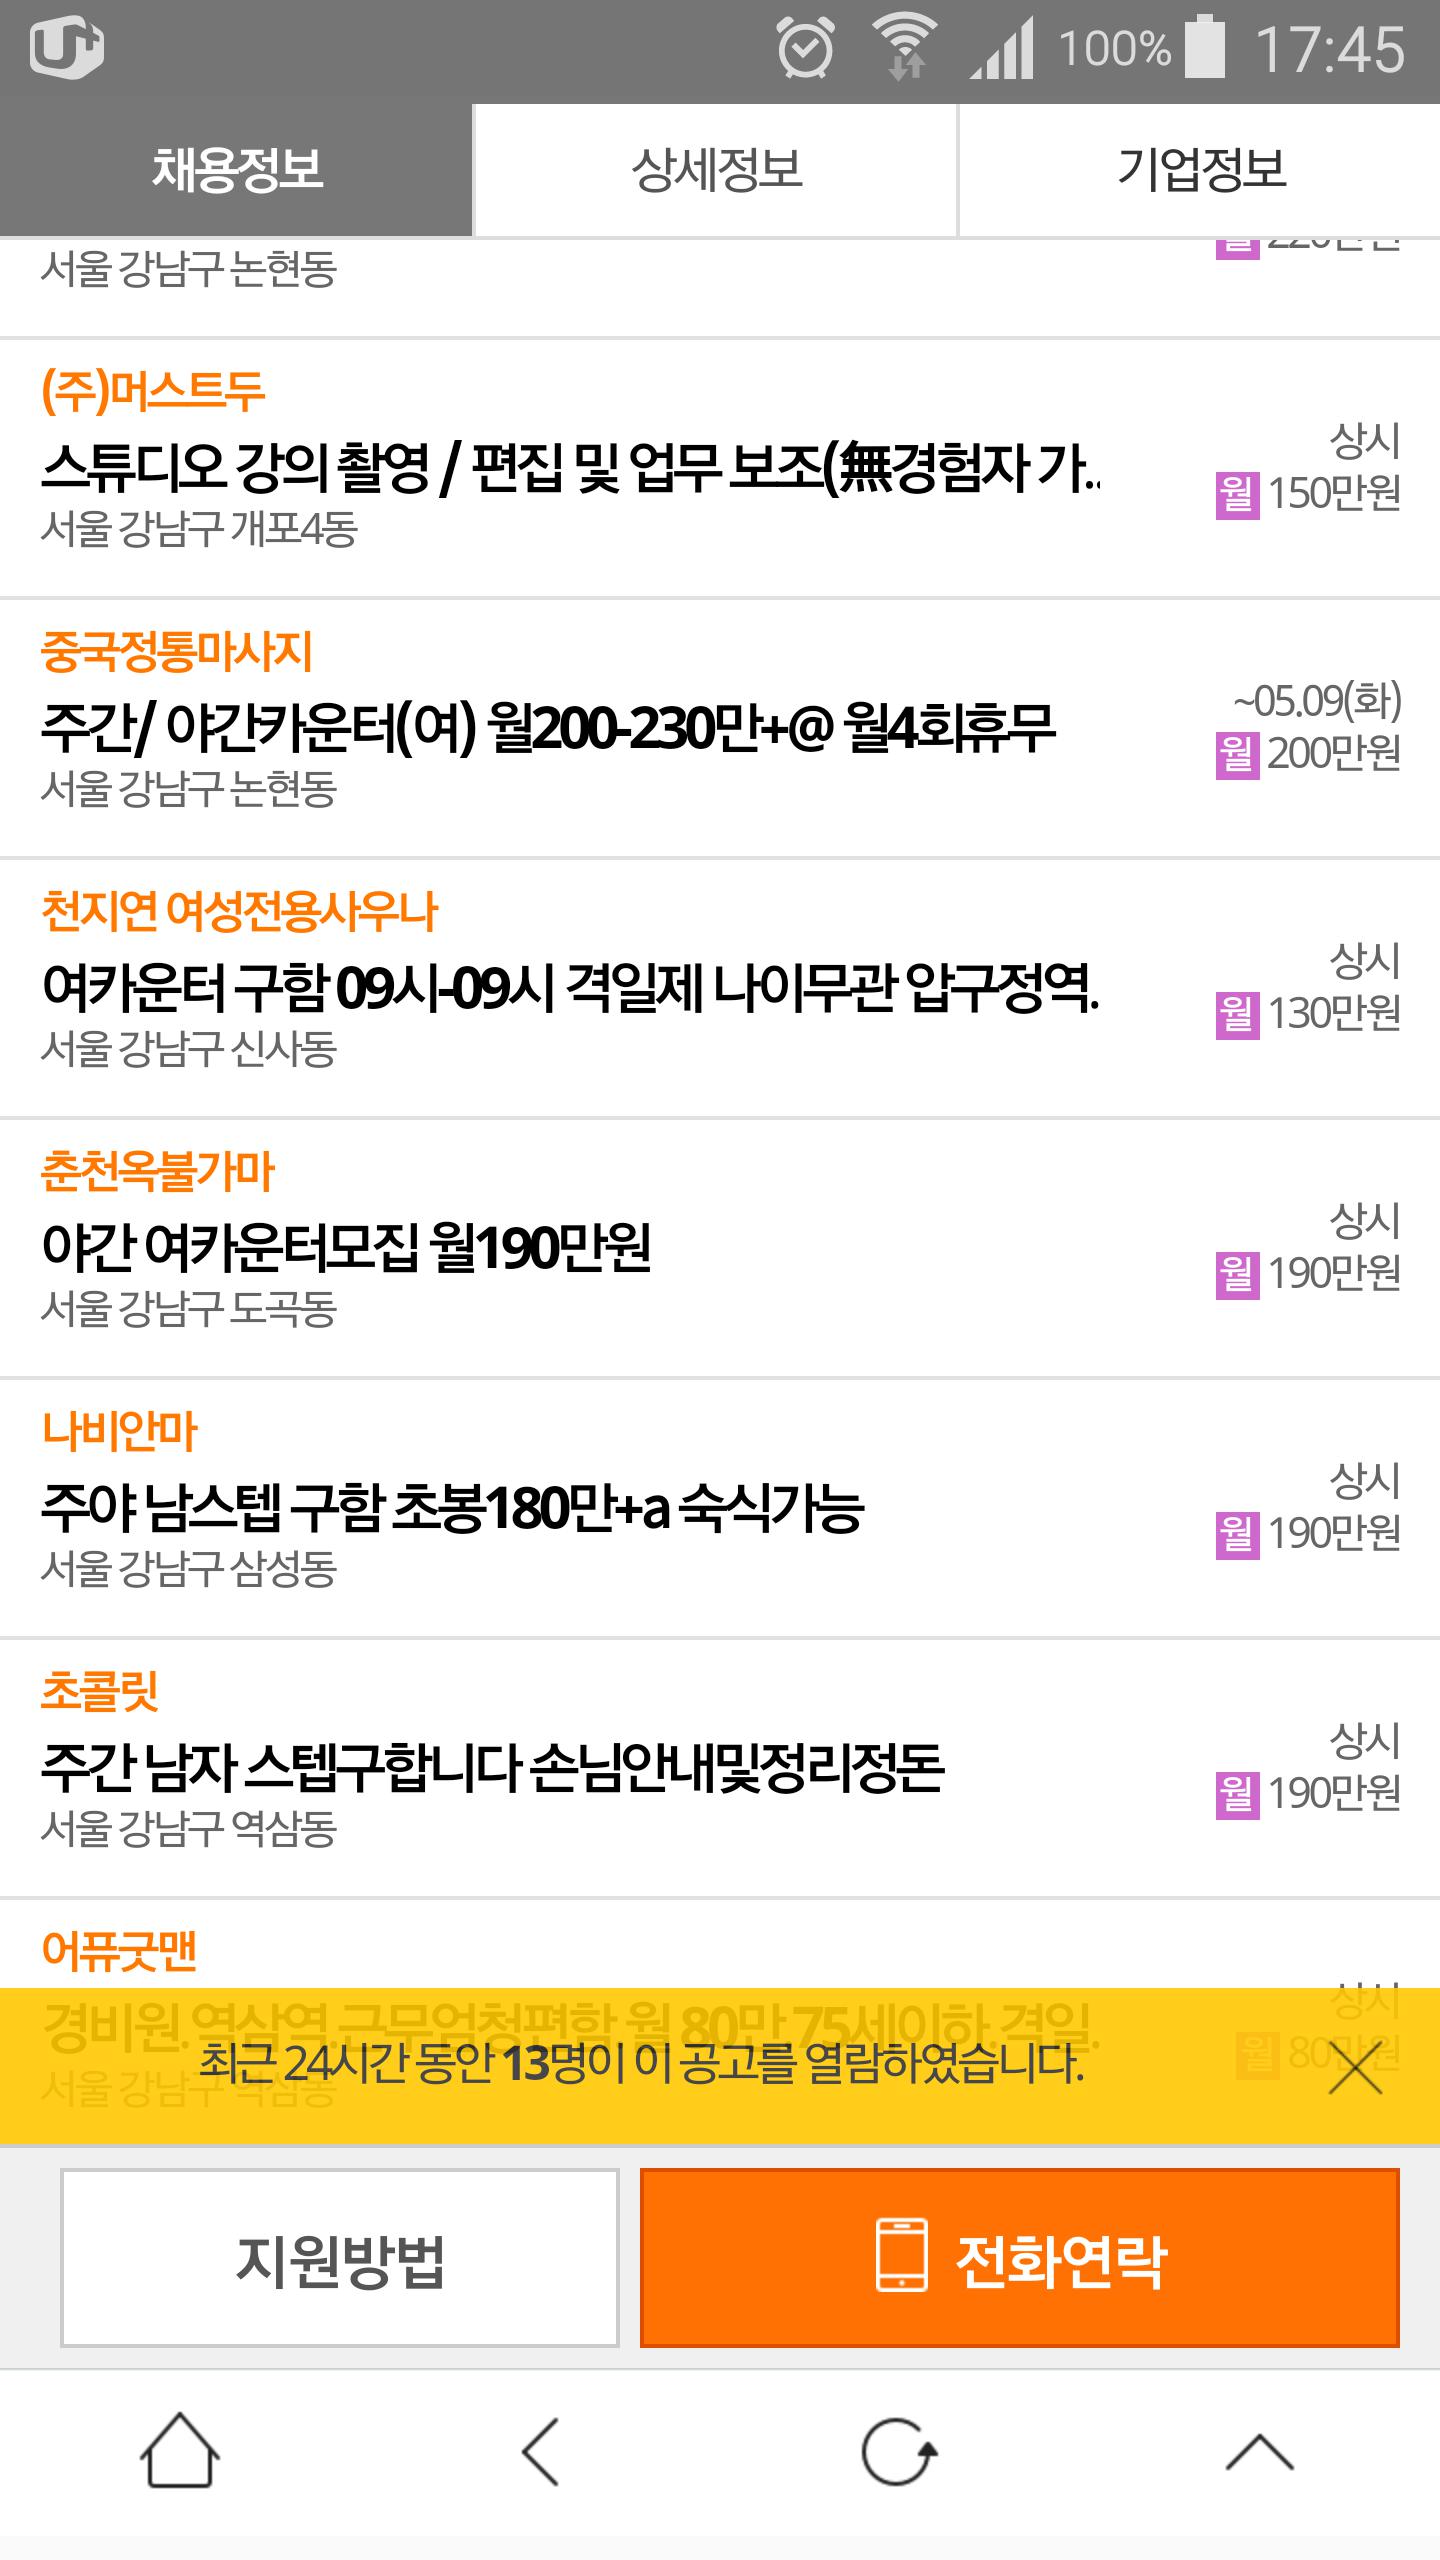 100% 17:45
채용정보 상세정보 기업정보
서울 강남구 논현동
월 220만원
(주)머스트두
스튜디오 강의 촬영 / 편집 및 업무 보조(無경험자 가..
서울 강남구 개포4동
상시
월 150만원
중국정통마사지
주간/ 야간카운터(여) 월200-230만+@ 월4회휴무
서울 강남구 논현동
~05.09(화)
월 200만원
천지연 여성전용사우나
여카운터 구함 09시-09시 격일제 나이무관 압구정역.
서울 강남구 신사동
상시
월 130만원
춘천옥불가마
야간 여카운터모집 월190만원
서울 강남구 도곡동
상시
월 190만원
나비안마
주야 남스텝 구함 초봉180만+a 숙식가능
서울 강남구 삼성동
상시
월 190만원
초콜릿
주간 남자 스텝구합니다 손님안내및정리정돈
서울 강남구 역삼동
상시
월 190만원
어퓨굿맨
경비원. 역삼역. 근무엄청편함. 월 80만. 75세이하. 격일.
서울 강남구 역삼동
상시
월 80만원
최근 24시간 동안 13명이 이 공고를 열람하였습니다.
지원방법 전화연락